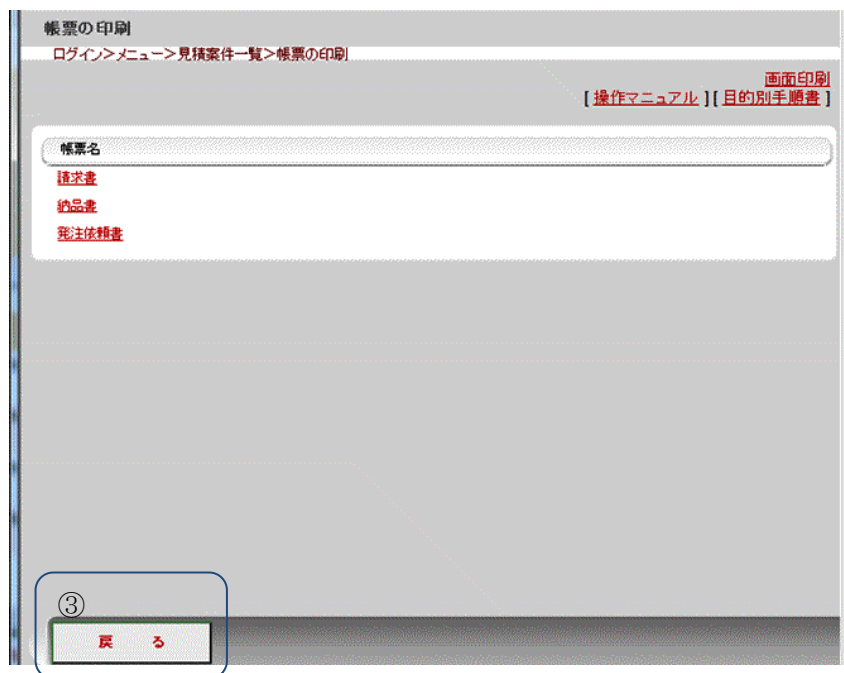 帳票の印刷
ログイン>メニュー>見積案件一覧>帳票の印刷
画面印刷
[ 操作マニュアル ][ 目的別手順書 ]
帳票名
請求書
納品書
発注依頼書
③
戻 る